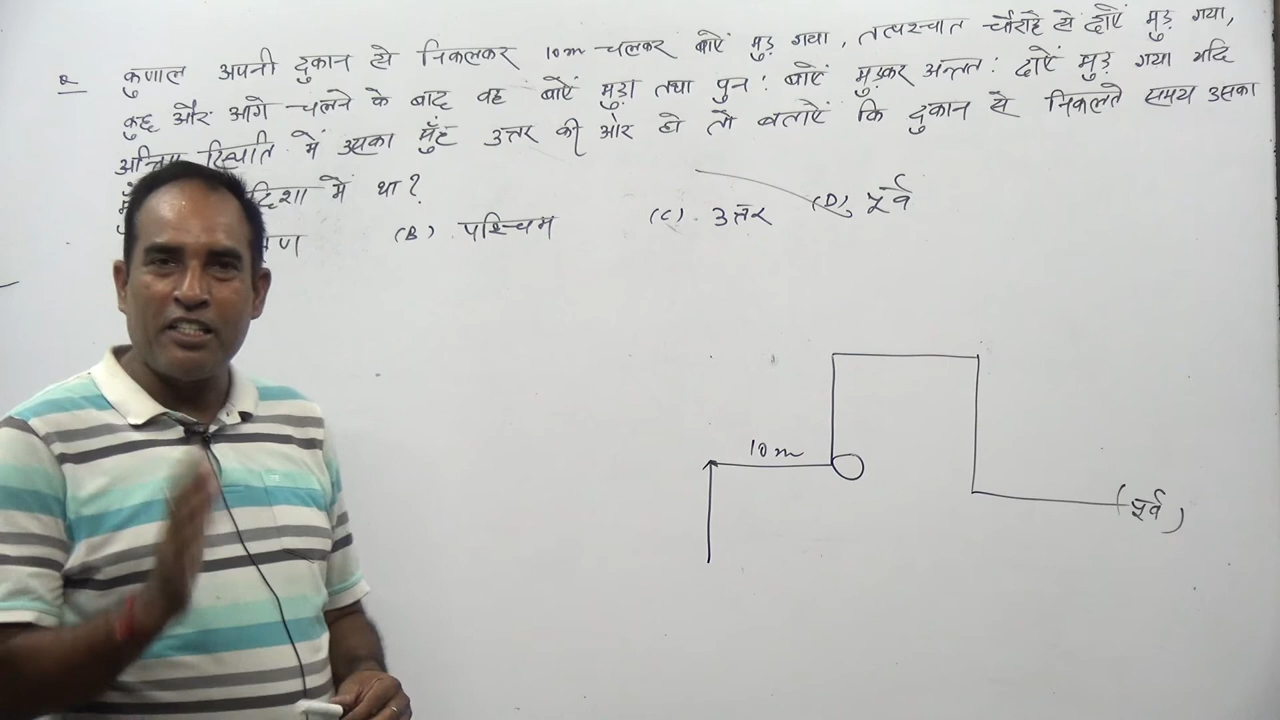 Q कुणाल अपनी दुकान से निकलकर 10m चलकर बाएँ मुड़ गया, तत्पश्चात चौराहे से दाएँ मुड़ गया,
कुछ और आगे चलने के बाद वह बाएँ मुड़ा तथा पुनः बाएँ मुड़कर अन्ततः दाएँ मुड़ गया यदि
अन्तिम स्थिति में उसका मुँह उत्तर की ओर हो तो बताएँ कि दुकान से निकलते समय उसका
दिशा में था?
(B) पश्चिम (C) उत्तर (D) पूर्व
10m
(पूर्व)